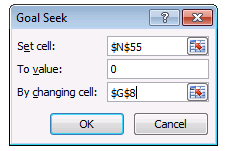 Goal Seek
?
Set cell: $N$55
To value: 0
By changing cell: $G$8
OK Cancel